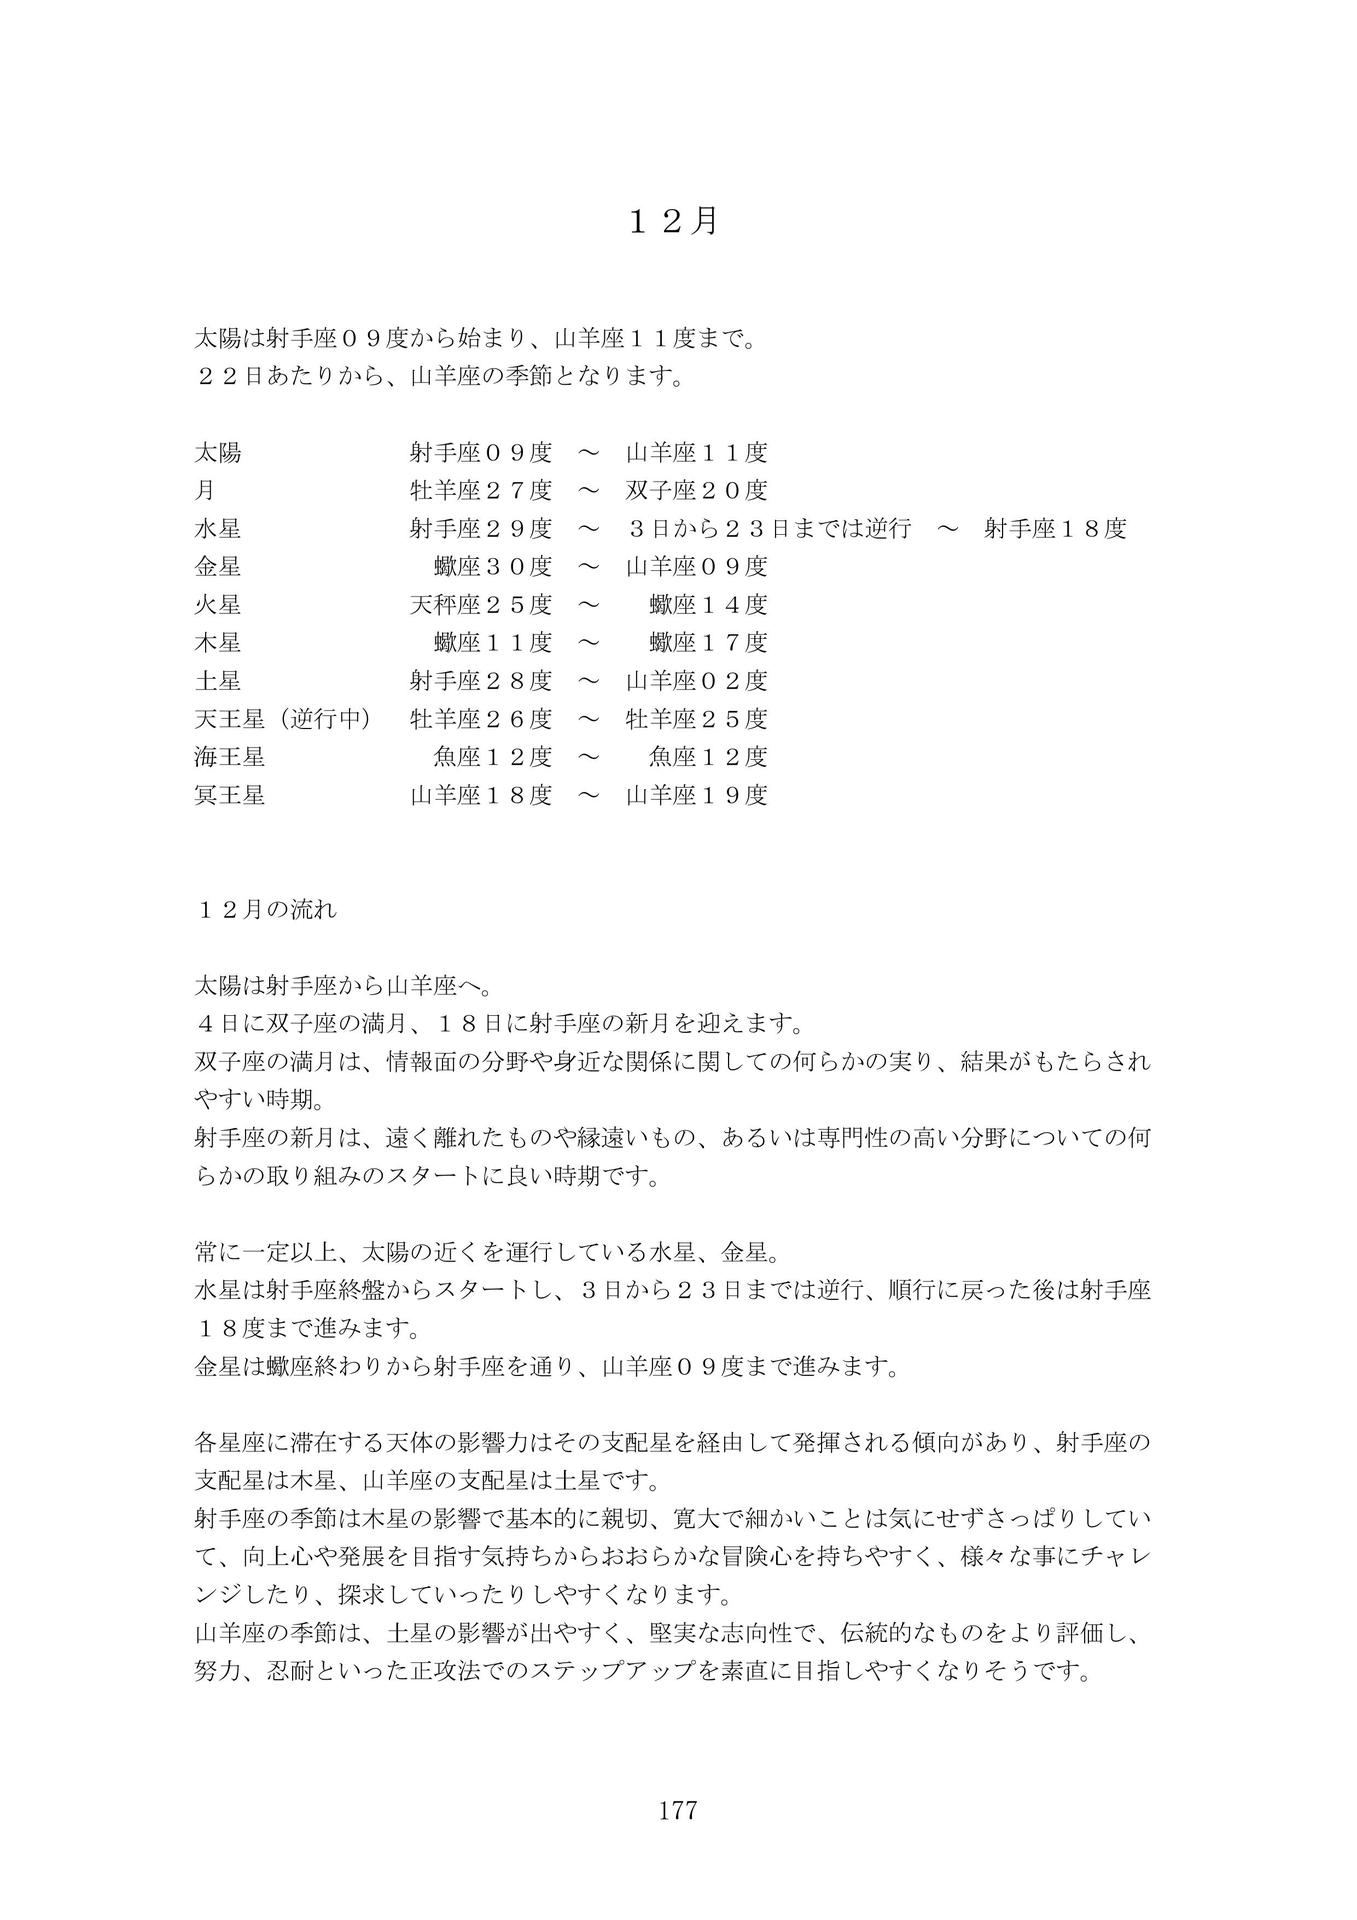 １２月
太陽は射手座０９度から始まり、山羊座１１度まで。
２２日あたりから、山羊座の季節となります。
太陽　　　　　　　射手座０９度　～　山羊座１１度
月　　　　　　　　牡羊座２７度　～　双子座２０度
水星　　　　　　　射手座２９度　～　３日から２３日までは逆行　～　射手座１８度
金星　　　　　　　　蠍座３０度　～　山羊座０９度
火星　　　　　　　天秤座２５度　～　　蠍座１４度
木星　　　　　　　　蠍座１１度　～　　蠍座１７度
土星　　　　　　　射手座２８度　～　山羊座０２度
天王星（逆行中）　牡羊座２６度　～　牡羊座２５度
海王星　　　　　　　魚座１２度　～　　魚座１２度
冥王星　　　　　　山羊座１８度　～　山羊座１９度
１２月の流れ
太陽は射手座から山羊座へ。
４日に双子座の満月、１８日に射手座の新月を迎えます。
双子座の満月は、情報面の分野や身近な関係に関しての何らかの実り、結果がもたらされ
やすい時期。
射手座の新月は、遠く離れたものや縁遠いもの、あるいは専門性の高い分野についての何
らかの取り組みのスタートに良い時期です。
常に一定以上、太陽の近くを運行している水星、金星。
水星は射手座終盤からスタートし、３日から２３日までは逆行、順行に戻った後は射手座
１８度まで進みます。
金星は蠍座終わりから射手座を通り、山羊座０９度まで進みます。
各星座に滞在する天体の影響力はその支配星を経由して発揮される傾向があり、射手座の
支配星は木星、山羊座の支配星は土星です。
射手座の季節は木星の影響で基本的に親切、寛大で細かいことは気にせずさっぱりしてい
て、向上心や発展を目指す気持ちからおおらかな冒険心を持ちやすく、様々な事にチャレ
ンジしたり、探求していったりしやすくなります。
山羊座の季節は、土星の影響が出やすく、堅実な志向性で、伝統的なものをより評価し、
努力、忍耐といった正攻法でのステップアップを素直に目指しやすくなりそうです。
177